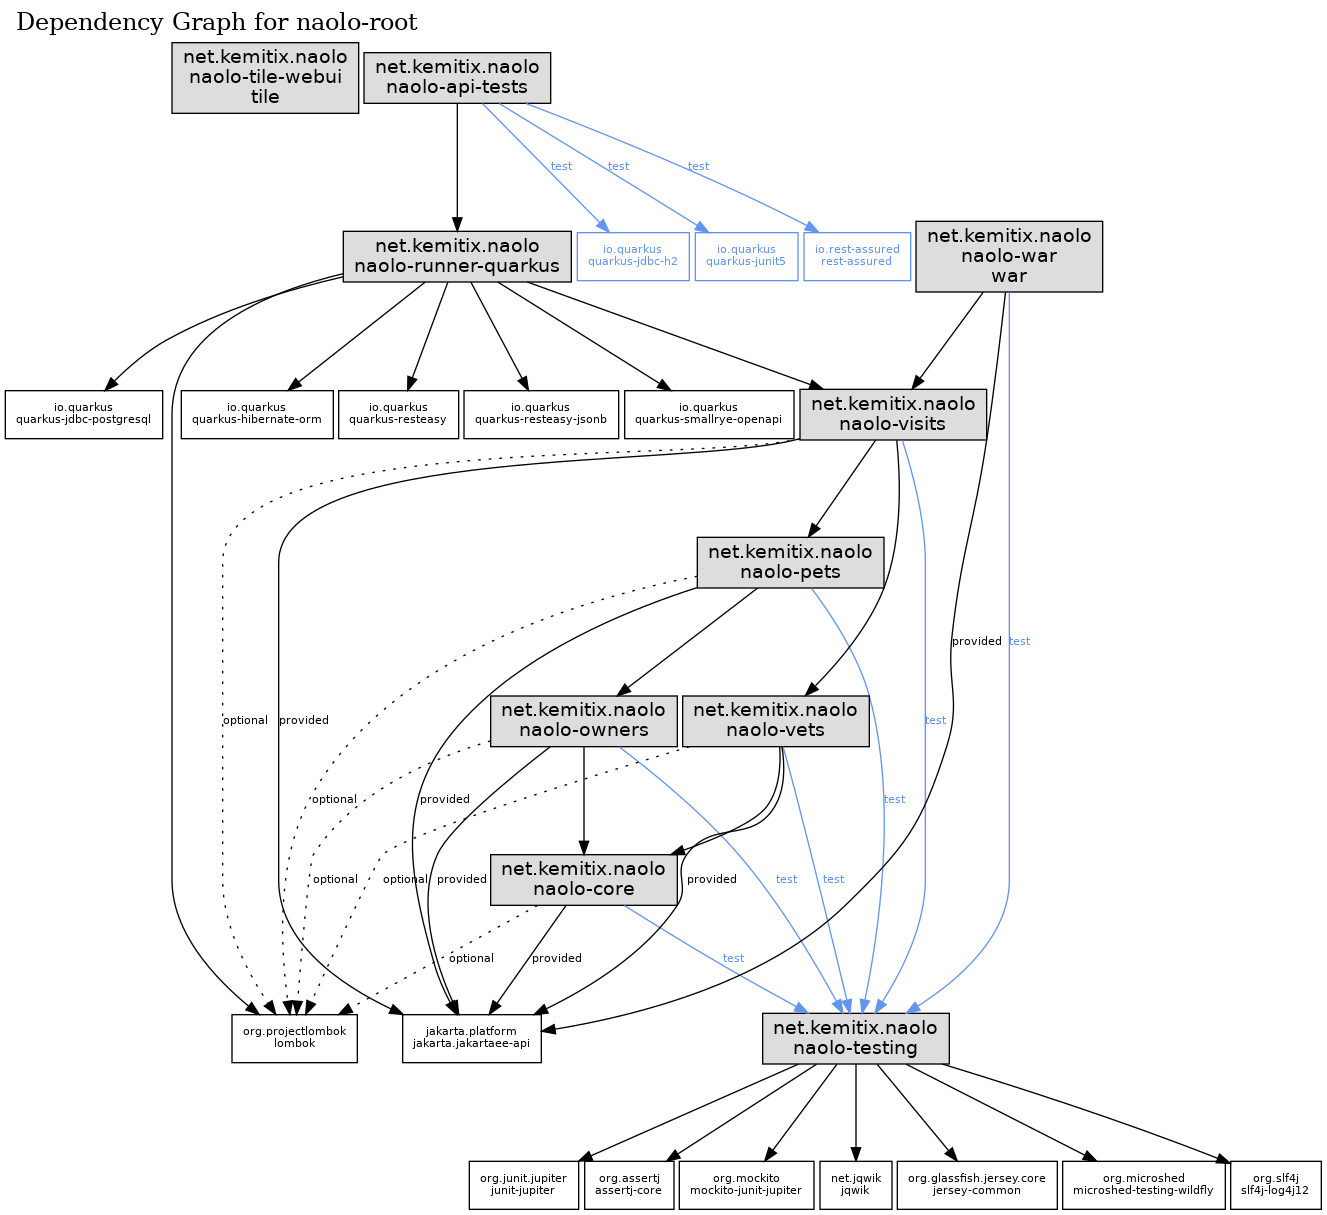 Dependency Graph for naolo-root
net.kemitix.naolo
naolo-tile-webui
tile
net.kemitix.naolo
naolo-api-tests
test
test
test
net.kemitix.naolo
naolo-runner-quarkus
io.quarkus
quarkus-jdbc-h2
io.quarkus
quarkus-junit5
io.rest-assured
rest-assured
net.kemitix.naolo
naolo-war
war
io.quarkus
quarkus-jdbc-postgresql
io.quarkus
quarkus-hibernate-orm
io.quarkus
quarkus-resteasy
io.quarkus
quarkus-resteasy-jsonb
io.quarkus
quarkus-smallrye-openapi
net.kemitix.naolo
naolo-visits
net.kemitix.naolo
naolo-pets
provided
test
net.kemitix.naolo
naolo-owners
net.kemitix.naolo
naolo-vets
optional
provided
test
optional
provided
test
net.kemitix.naolo
naolo-core
optional
optional
provided
provided
test
test
optional
provided
test
org.projectlombok
lombok
jakarta.platform
jakarta.jakartaee-api
net.kemitix.naolo
naolo-testing
org.junit.jupiter
junit-jupiter
org.assertj
assertj-core
org.mockito
mockito-junit-jupiter
net.jqwik
jqwik
org.glassfish.jersey.core
jersey-common
org.microshed
microshed-testing-wildfly
org.slf4j
slf4j-log4j12